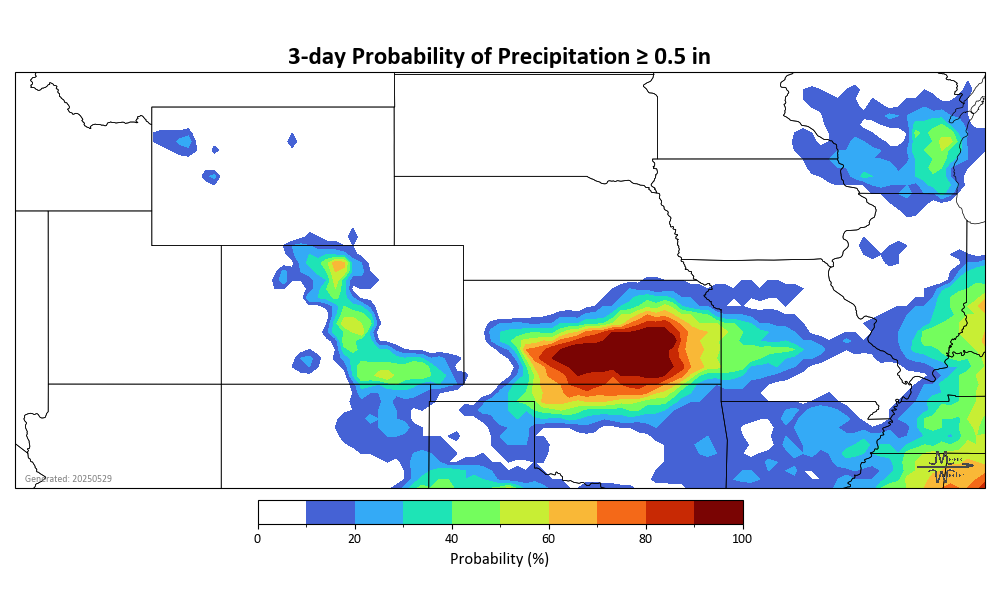 3-day Probability of Precipitation ≥ 0.5 in
Generated: 20250529
0 20 40 60 80 100
Probability (%)